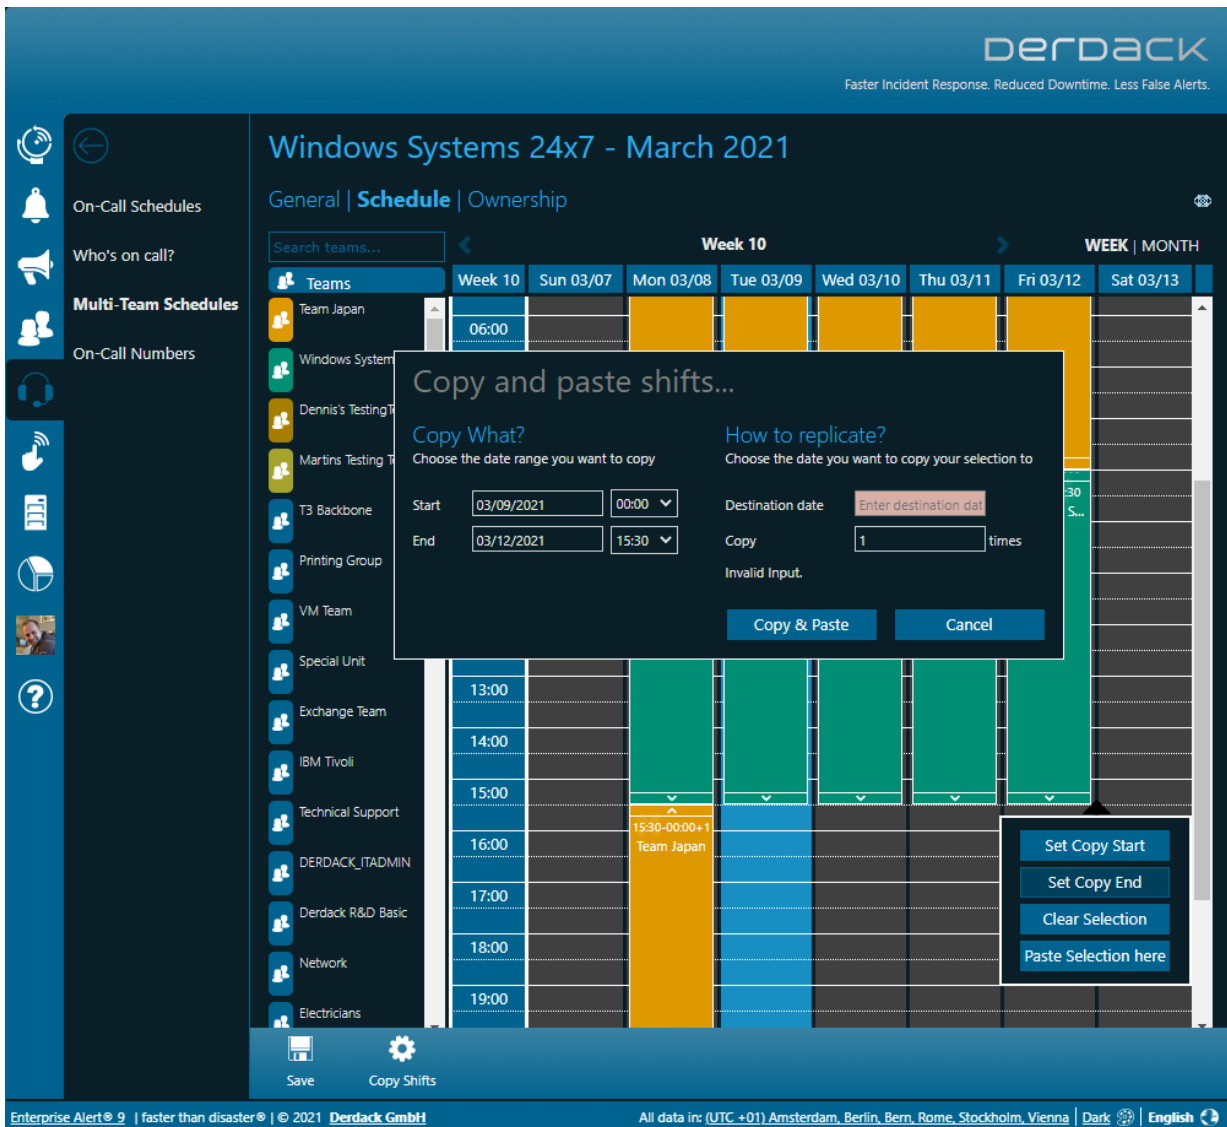 DERDACK
Faster Incident Response. Reduced Downtime. Less False Alerts.
On-Call Schedules
Who's on call?
Multi-Team Schedules
On-Call Numbers
Windows Systems 24x7 - March 2021
General | Schedule | Ownership
Search teams...
Week 10
WEEK | MONTH
Teams
Week 10 Sun 03/07 Mon 03/08 Tue 03/09 Wed 03/10 Thu 03/11 Fri 03/12 Sat 03/13
Team Japan
Windows System
Dennis's TestingT
Martins Testing T
T3 Backbone
Printing Group
VM Team
Special Unit
Exchange Team
IBM Tivoli
Technical Support
DERDACK_ITADMIN
Derdack R&D Basic
Network
Electricians
06:00
Copy and paste shifts...
Copy What?
Choose the date range you want to copy
Start 03/09/2021 00:00
End 03/12/2021 15:30
How to replicate?
Choose the date you want to copy your selection to
Destination date Enter destination dat
Copy 1 times
Invalid Input.
Copy & Paste Cancel
:30
S...
13:00
14:00
15:00
15:30-00:00+1
Team Japan
16:00
17:00
18:00
19:00
Set Copy Start
Set Copy End
Clear Selection
Paste Selection here
Save
Copy Shifts
Enterprise Alert® 9 | faster than disaster® | © 2021 Derdack GmbH
All data in: (UTC +01) Amsterdam, Berlin, Bern, Rome, Stockholm, Vienna | Dark | English